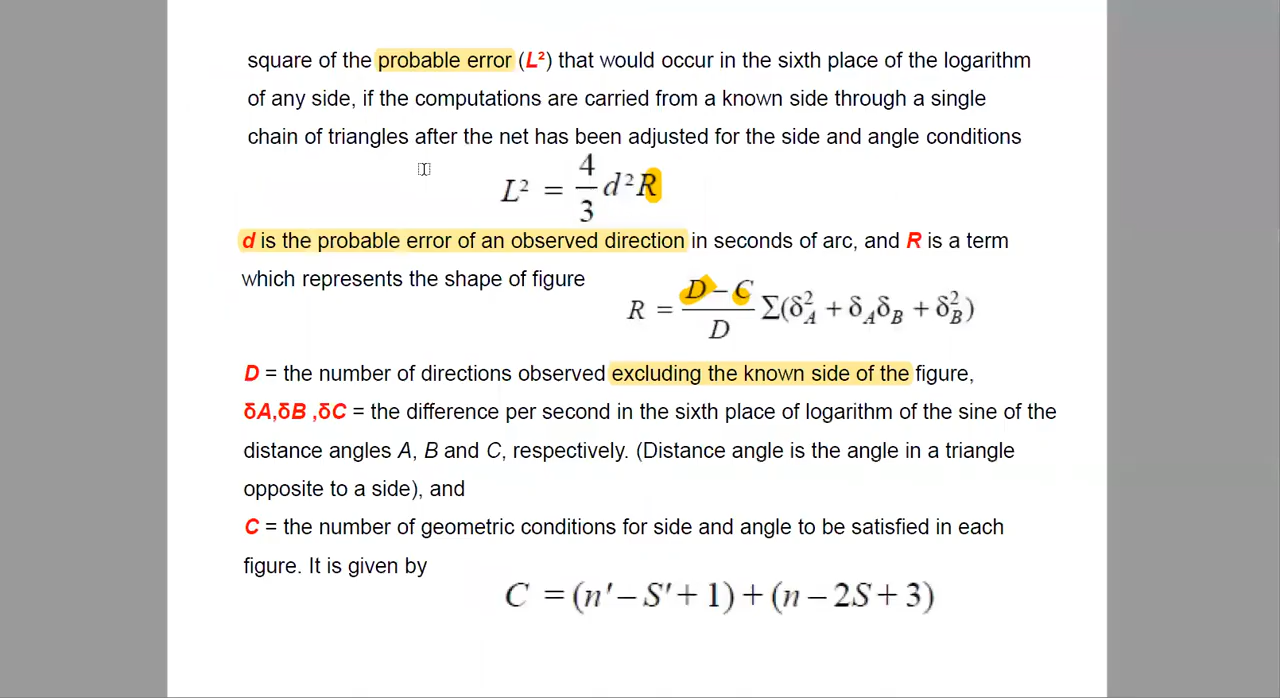 square of the probable error (L²) that would occur in the sixth place of the logarithm
of any side, if the computations are carried from a known side through a single
chain of triangles after the net has been adjusted for the side and angle conditions
L² = 4/3 d²R
d is the probable error of an observed direction in seconds of arc, and R is a term
which represents the shape of figure
R = D – C / D Σ(δ²_A + δ_Aδ_B + δ²_B)
D = the number of directions observed excluding the known side of the figure,
δA,δB ,δC = the difference per second in the sixth place of logarithm of the sine of the
distance angles A, B and C, respectively. (Distance angle is the angle in a triangle
opposite to a side), and
C = the number of geometric conditions for side and angle to be satisfied in each
figure. It is given by
C = (n′ – S′ + 1) + (n – 2S + 3)